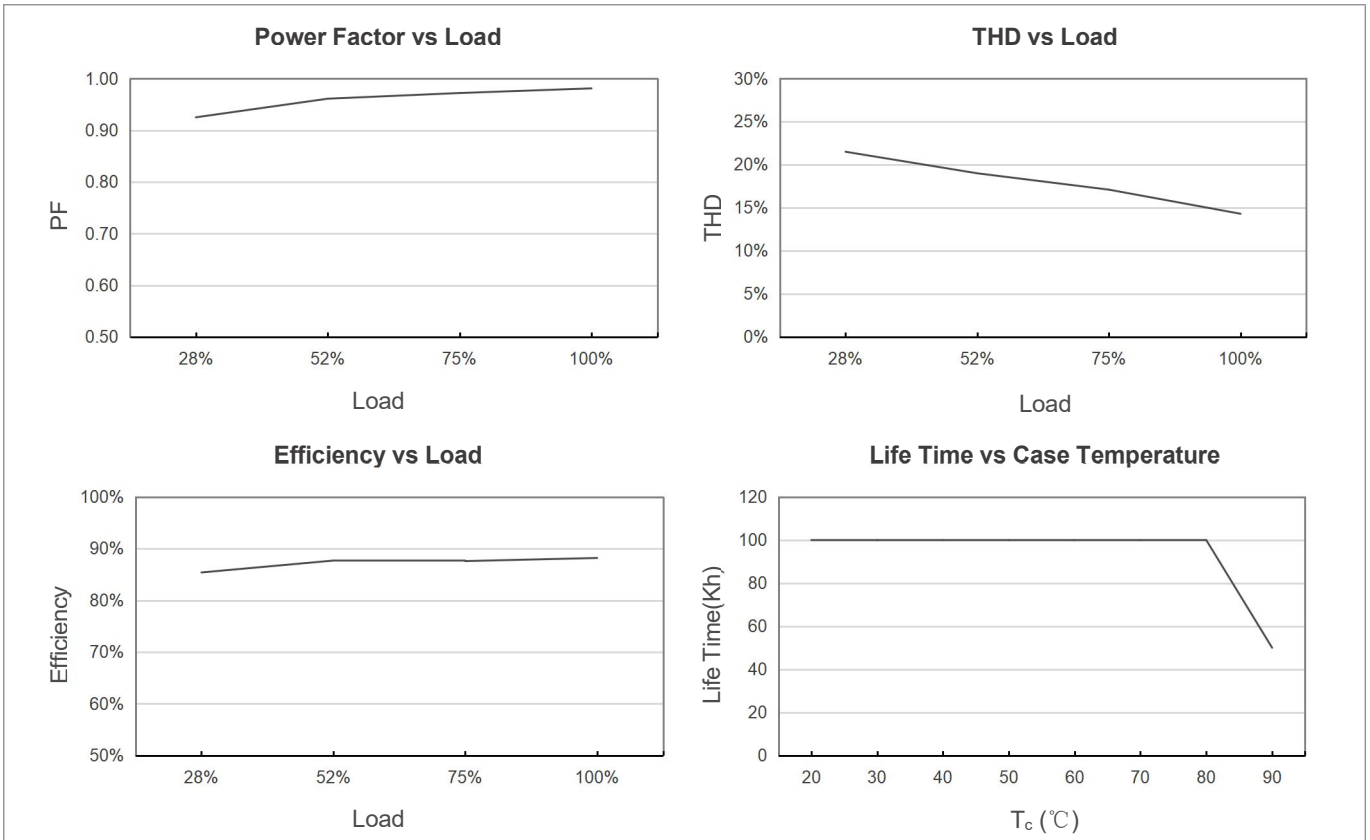 Power Factor vs Load
1.00
0.90
0.80
0.70
0.60
0.50
PF
28% 52% 75% 100%
Load
THD vs Load
30%
25%
20%
15%
10%
5%
0%
THD
28% 52% 75% 100%
Load
Efficiency vs Load
100%
90%
80%
70%
60%
50%
Efficiency
28% 52% 75% 100%
Load
Life Time vs Case Temperature
120
100
80
60
40
20
0
Life Time(Kh)
20 30 40 50 60 70 80 90
Tc (℃)